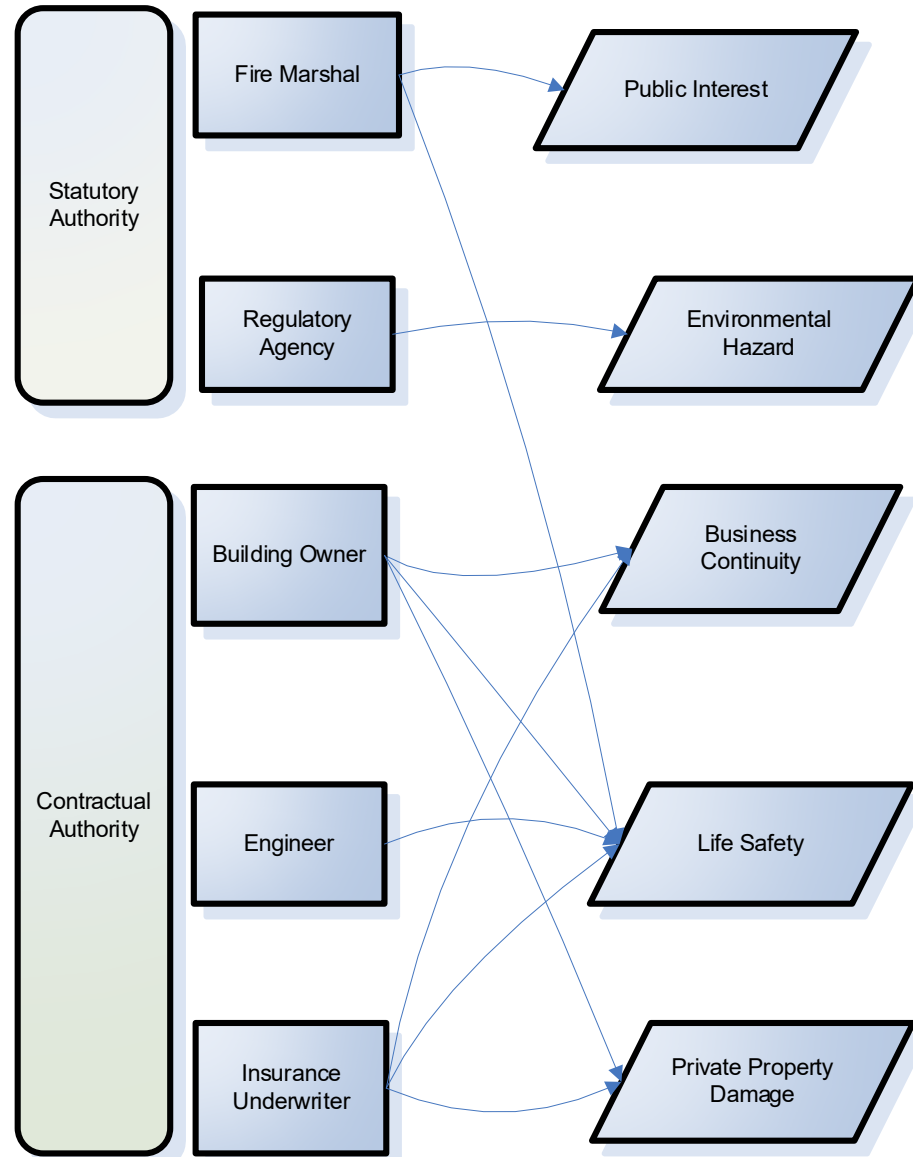 Fire Marshal
Public Interest
Statutory
Authority
Regulatory
Agency
Environmental
Hazard
Building Owner
Business
Continuity
Contractual
Authority
Engineer
Life Safety
Insurance
Underwriter
Private Property
Damage